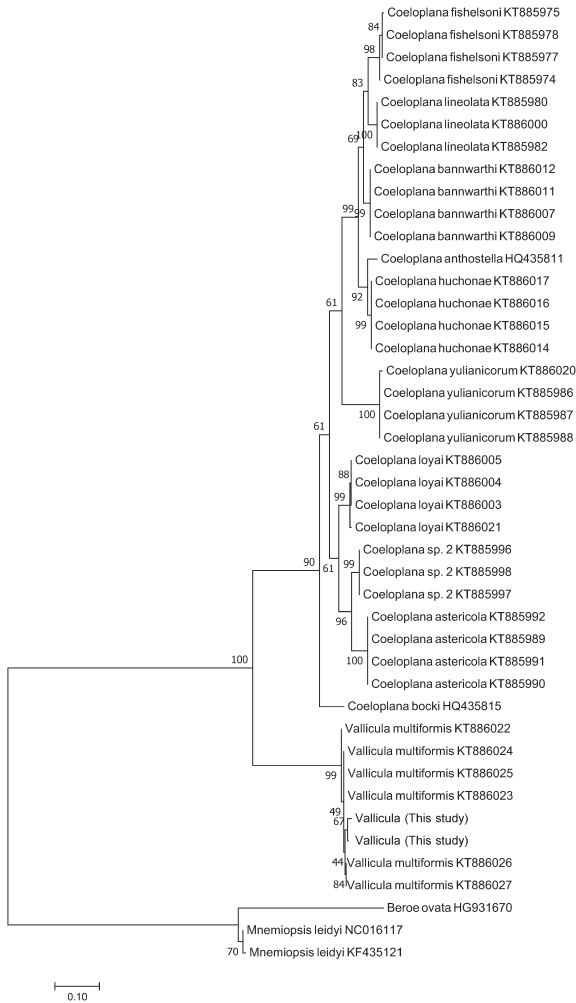 Coeloplana fishelsoni KT885975
84
Coeloplana fishelsoni KT885978
98
Coeloplana fishelsoni KT885977
Coeloplana fishelsoni KT885974
83
Coeloplana lineolata KT885980
Coeloplana lineolata KT886000
69
100
Coeloplana lineolata KT885982
Coeloplana bannwarthi KT886012
Coeloplana bannwarthi KT886011
99
99
Coeloplana bannwarthi KT886007
Coeloplana bannwarthi KT886009
Coeloplana anthostella HQ435811
Coeloplana huchonae KT886017
92
Coeloplana huchonae KT886016
61
99
Coeloplana huchonae KT886015
Coeloplana huchonae KT886014
Coeloplana yulianicorum KT886020
Coeloplana yulianicorum KT885986
100
Coeloplana yulianicorum KT885987
61
Coeloplana yulianicorum KT885988
Coeloplana loyai KT886005
88
Coeloplana loyai KT886004
99
Coeloplana loyai KT886003
Coeloplana loyai KT886021
Coeloplana sp. 2 KT885996
90
61
99
Coeloplana sp. 2 KT885998
Coeloplana sp. 2 KT885997
96
Coeloplana astericola KT885992
Coeloplana astericola KT885989
100
100
Coeloplana astericola KT885991
Coeloplana astericola KT885990
Coeloplana bocki HQ435815
Vallicula multiformis KT886022
Vallicula multiformis KT886024
99
Vallicula multiformis KT886025
Vallicula multiformis KT886023
49
67
Vallicula (This study)
Vallicula (This study)
44
Vallicula multiformis KT886026
84
Vallicula multiformis KT886027
Beroe ovata HG931670
Mnemiopsis leidyi NC016117
70
Mnemiopsis leidyi KF435121
0.10